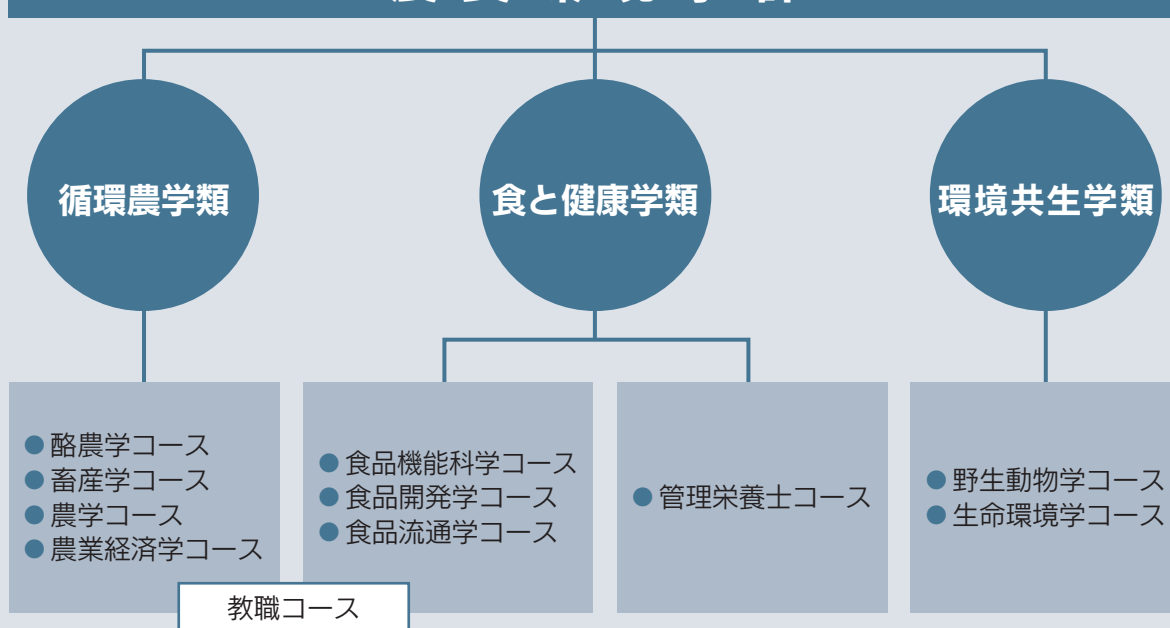 循環農学類
食と健康学類
環境共生学類
●酪農学コース
●畜産学コース
●農学コース
●農業経済学コース
●食品機能科学コース
●食品開発学コース
●食品流通学コース
●管理栄養士コース
●野生動物学コース
●生命環境学コース
教職コース